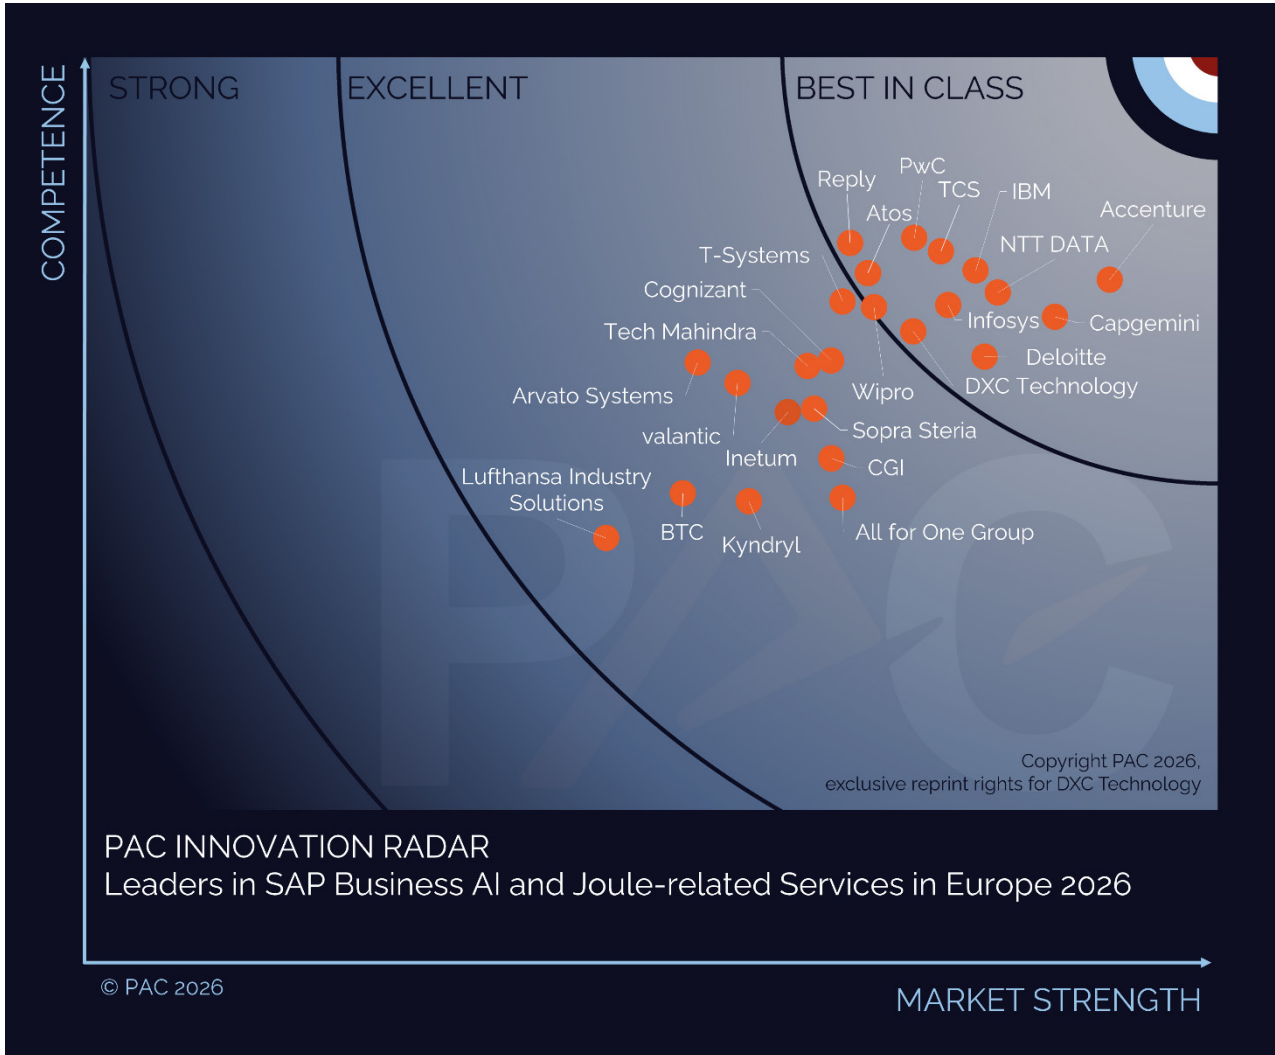 COMPETENCE
STRONG
EXCELLENT
BEST IN CLASS
PwC
Reply
TCS
IBM
Atos
Accenture
NTT DATA
T-Systems
Cognizant
Infosys
Capgemini
Tech Mahindra
Deloitte
DXC Technology
Wipro
Arvato Systems
Sopra Steria
valantic
Inetum
CGI
Lufthansa Industry
Solutions
BTC
All for One Group
Kyndryl
PAC
Copyright PAC 2026,
exclusive reprint rights for DXC Technology
PAC INNOVATION RADAR
Leaders in SAP Business AI and Joule-related Services in Europe 2026
© PAC 2026
MARKET STRENGTH